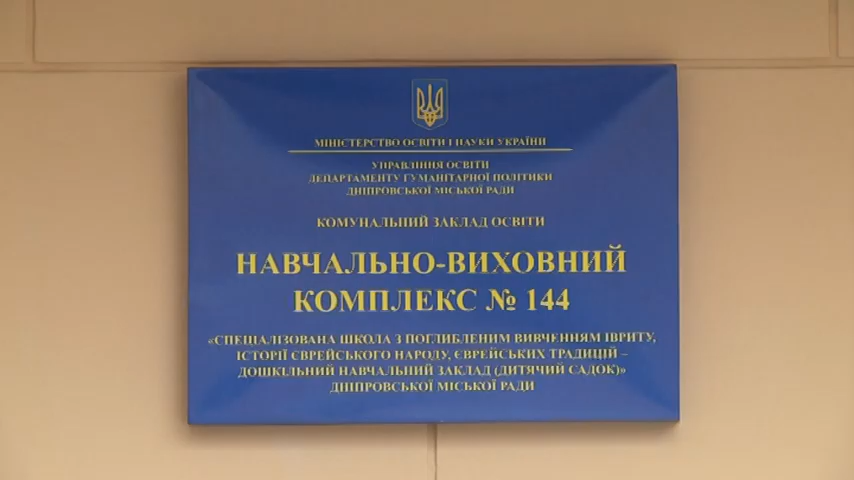 МІНІСТЕРСТВО ОСВІТИ І НАУКИ УКРАЇНИ
УПРАВЛІННЯ ОСВІТИ
ДЕПАРТАМЕНТУ ГУМАНІТАРНОЇ ПОЛІТИКИ
ДНІПРОВСЬКОЇ МІСЬКОЇ РАДИ
КОМУНАЛЬНИЙ ЗАКЛАД ОСВІТИ
НАВЧАЛЬНО-ВИХОВНИЙ
КОМПЛЕКС № 144
«СПЕЦІАЛІЗОВАНА ШКОЛА З ПОГЛИБЛЕНИМ ВИВЧЕННЯМ ІВРИТУ,
ІСТОРІЇ ЄВРЕЙСЬКОГО НАРОДУ, ЄВРЕЙСЬКИХ ТРАДИЦІЙ –
ДОШКІЛЬНИЙ НАВЧАЛЬНИЙ ЗАКЛАД (ДИТЯЧИЙ САДОК)»
ДНІПРОВСЬКОЇ МІСЬКОЇ РАДИ